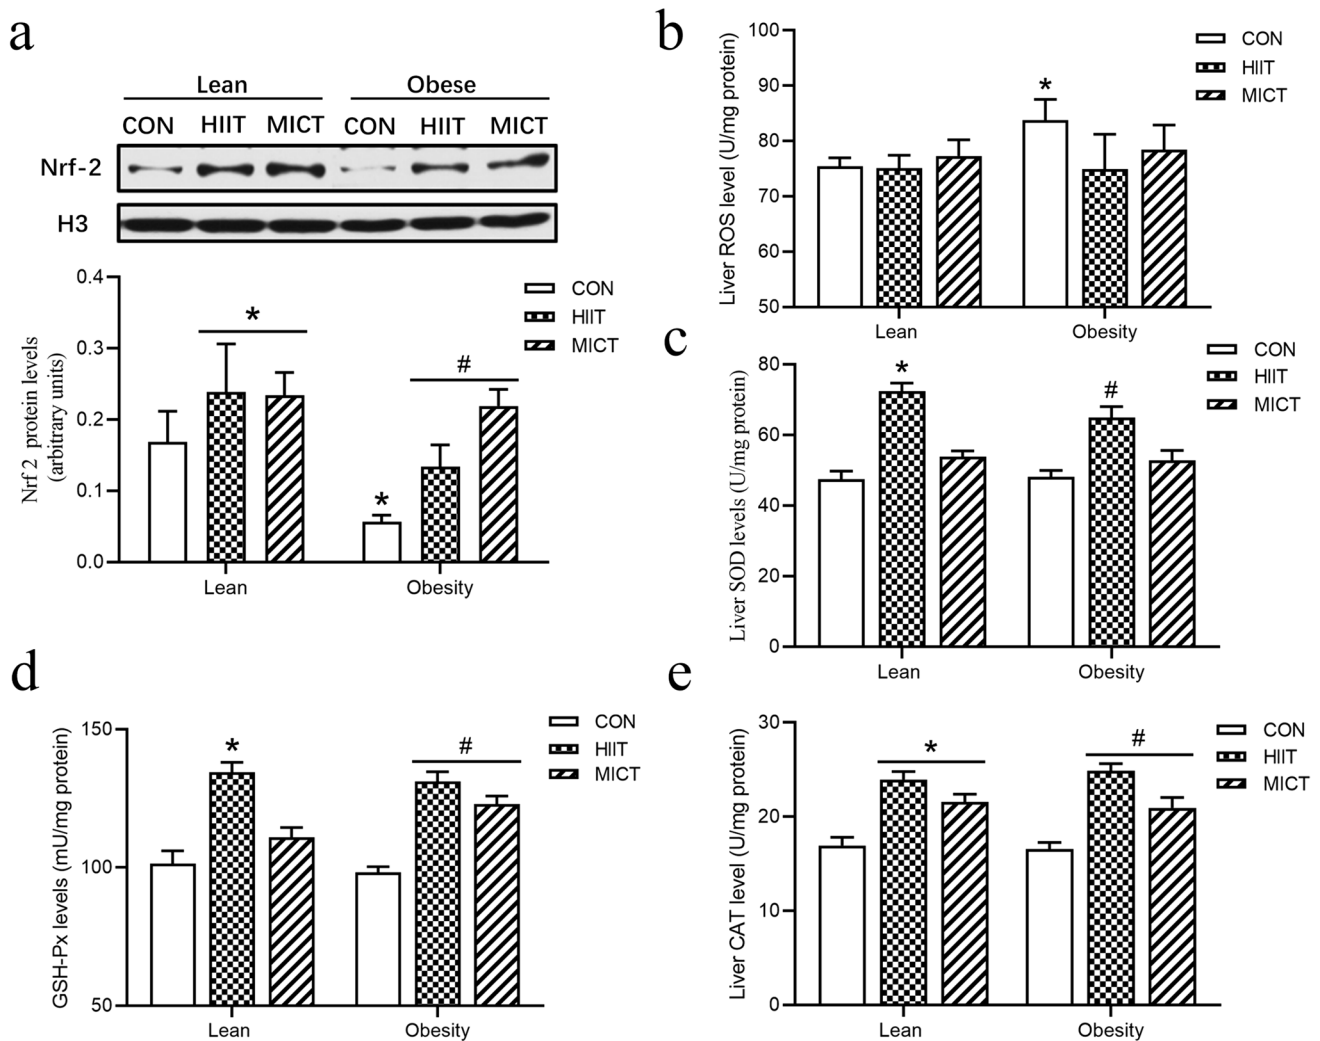 a
Lean Obese
CON HIIT MICT CON HIIT MICT
Nrf-2
H3
Nrf 2 protein levels
(arbitrary units)
0.4
0.3
0.2
0.1
0.0
*
*
#
CON
HIIT
MICT
Lean Obesity
b
Liver ROS level (U/mg protein)
100
90
80
70
60
50
*
CON
HIIT
MICT
Lean Obesity
c
Liver SOD levels (U/mg protein)
80
60
40
20
0
*
#
CON
HIIT
MICT
Lean Obesity
d
GSH-Px levels (mU/mg protein)
150
100
50
*
#
CON
HIIT
MICT
Lean Obesity
e
Liver CAT level (U/mg protein)
30
20
10
0
*
#
CON
HIIT
MICT
Lean Obesity